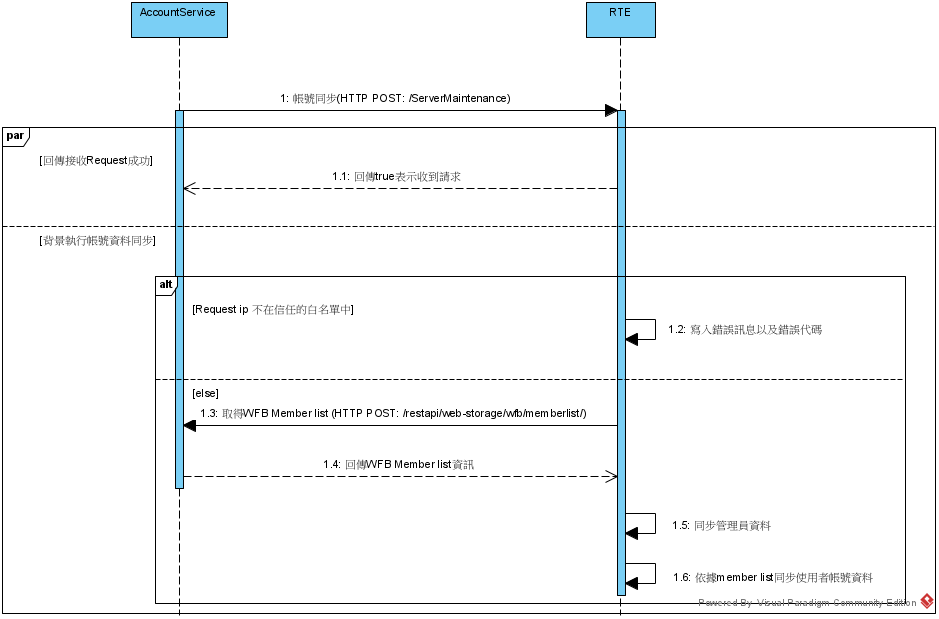 AccountService
RTE
1: 帳號同步(HTTP POST: /ServerMaintenance)
par
[回傳接收Request成功]
1.1: 回傳true表示收到請求
[背景執行帳號資料同步]
alt
[Request ip 不在信任的白名單中]
1.2: 寫入錯誤訊息以及錯誤代碼
[else]
1.3: 取得WFB Member list (HTTP POST: /restapi/web-storage/wfb/memberlist/)
1.4: 回傳WFB Member list資訊
1.5: 同步管理員資料
1.6: 依據member list同步使用者帳號資料
Powered By Visual Paradigm Community Edition